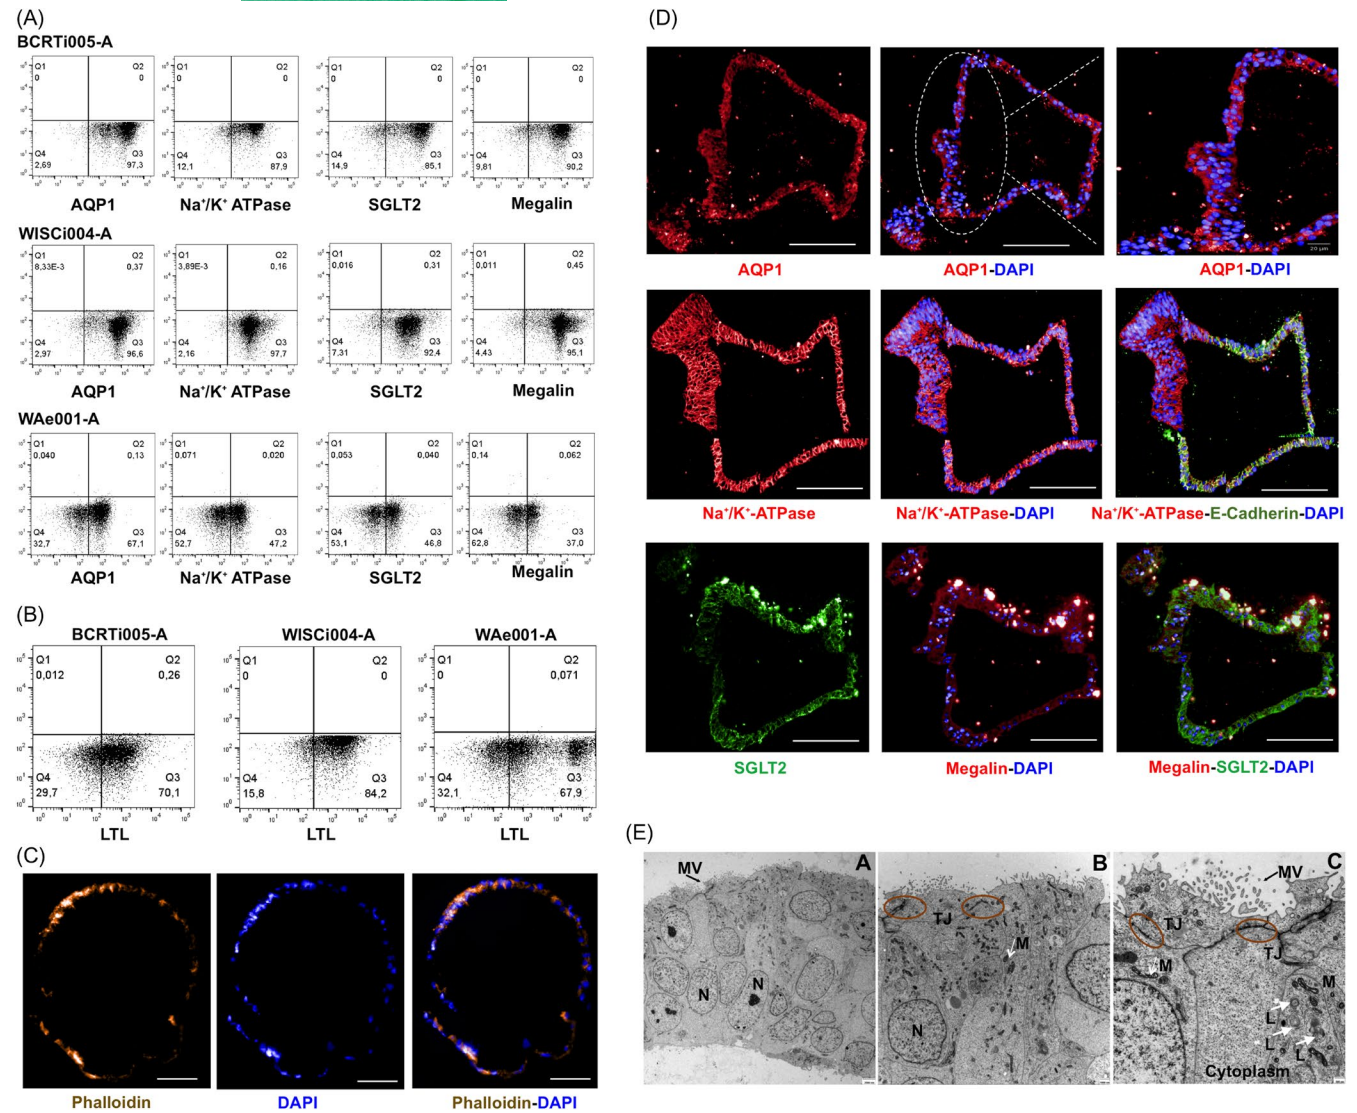 (A)
BCRTi005-A
Q1 0 Q2 0 Q4 2,69 Q3 97,3
Q1 0 Q2 0 Q4 12,1 Q3 87,9
Q1 0 Q2 0 Q4 14,9 Q3 85,1
Q1 0 Q2 0 Q4 9,81 Q3 90,2
AQP1 Na⁺/K⁺ ATPase SGLT2 Megalin
WISCi004-A
Q1 8,33E-3 Q2 0,37 Q4 2,97 Q3 96,6
Q1 3,89E-3 Q2 0,16 Q4 2,16 Q3 97,7
Q1 0,016 Q2 0,31 Q4 7,31 Q3 92,4
Q1 0,011 Q2 0,45 Q4 4,43 Q3 95,1
AQP1 Na⁺/K⁺ ATPase SGLT2 Megalin
WAe001-A
Q1 0,040 Q2 0,13 Q4 32,7 Q3 67,1
Q1 0,071 Q2 0,020 Q4 52,7 Q3 47,2
Q1 0,053 Q2 0,040 Q4 53,1 Q3 46,8
Q1 0,14 Q2 0,062 Q4 62,8 Q3 37,0
AQP1 Na⁺/K⁺ ATPase SGLT2 Megalin
(B)
BCRTi005-A WISCi004-A WAe001-A
Q1 0,012 Q2 0,26 Q4 29,7 Q3 70,1
Q1 0 Q2 0 Q4 15,8 Q3 84,2
Q1 0 Q2 0,071 Q4 32,1 Q3 67,9
LTL LTL LTL
(C)
Phalloidin DAPI Phalloidin-DAPI
(D)
20 µm
AQP1 AQP1-DAPI AQP1-DAPI
Na⁺/K⁺-ATPase Na⁺/K⁺-ATPase-DAPI Na⁺/K⁺-ATPase-E-Cadherin-DAPI
SGLT2 Megalin-DAPI Megalin-SGLT2-DAPI
(E)
A
MV
N N
B
TJ
M
N
C
MV
TJ
TJ
M
M
L
L L
Cytoplasm